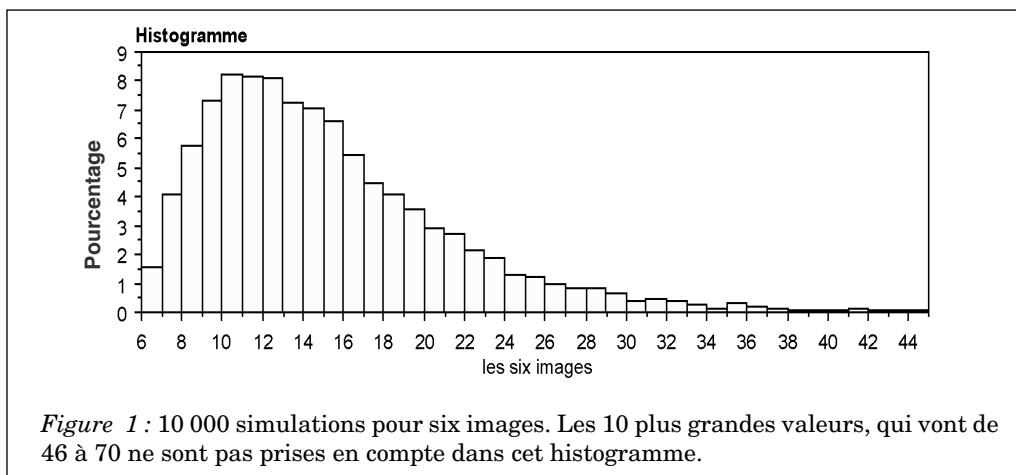 Histogramme
9
8
7
6
5
4
3
2
1
0
Pourcentage
6 8 10 12 14 16 18 20 22 24 26 28 30 32 34 36 38 40 42 44
les six images
Figure 1 : 10 000 simulations pour six images. Les 10 plus grandes valeurs, qui vont de
46 à 70 ne sont pas prises en compte dans cet histogramme.